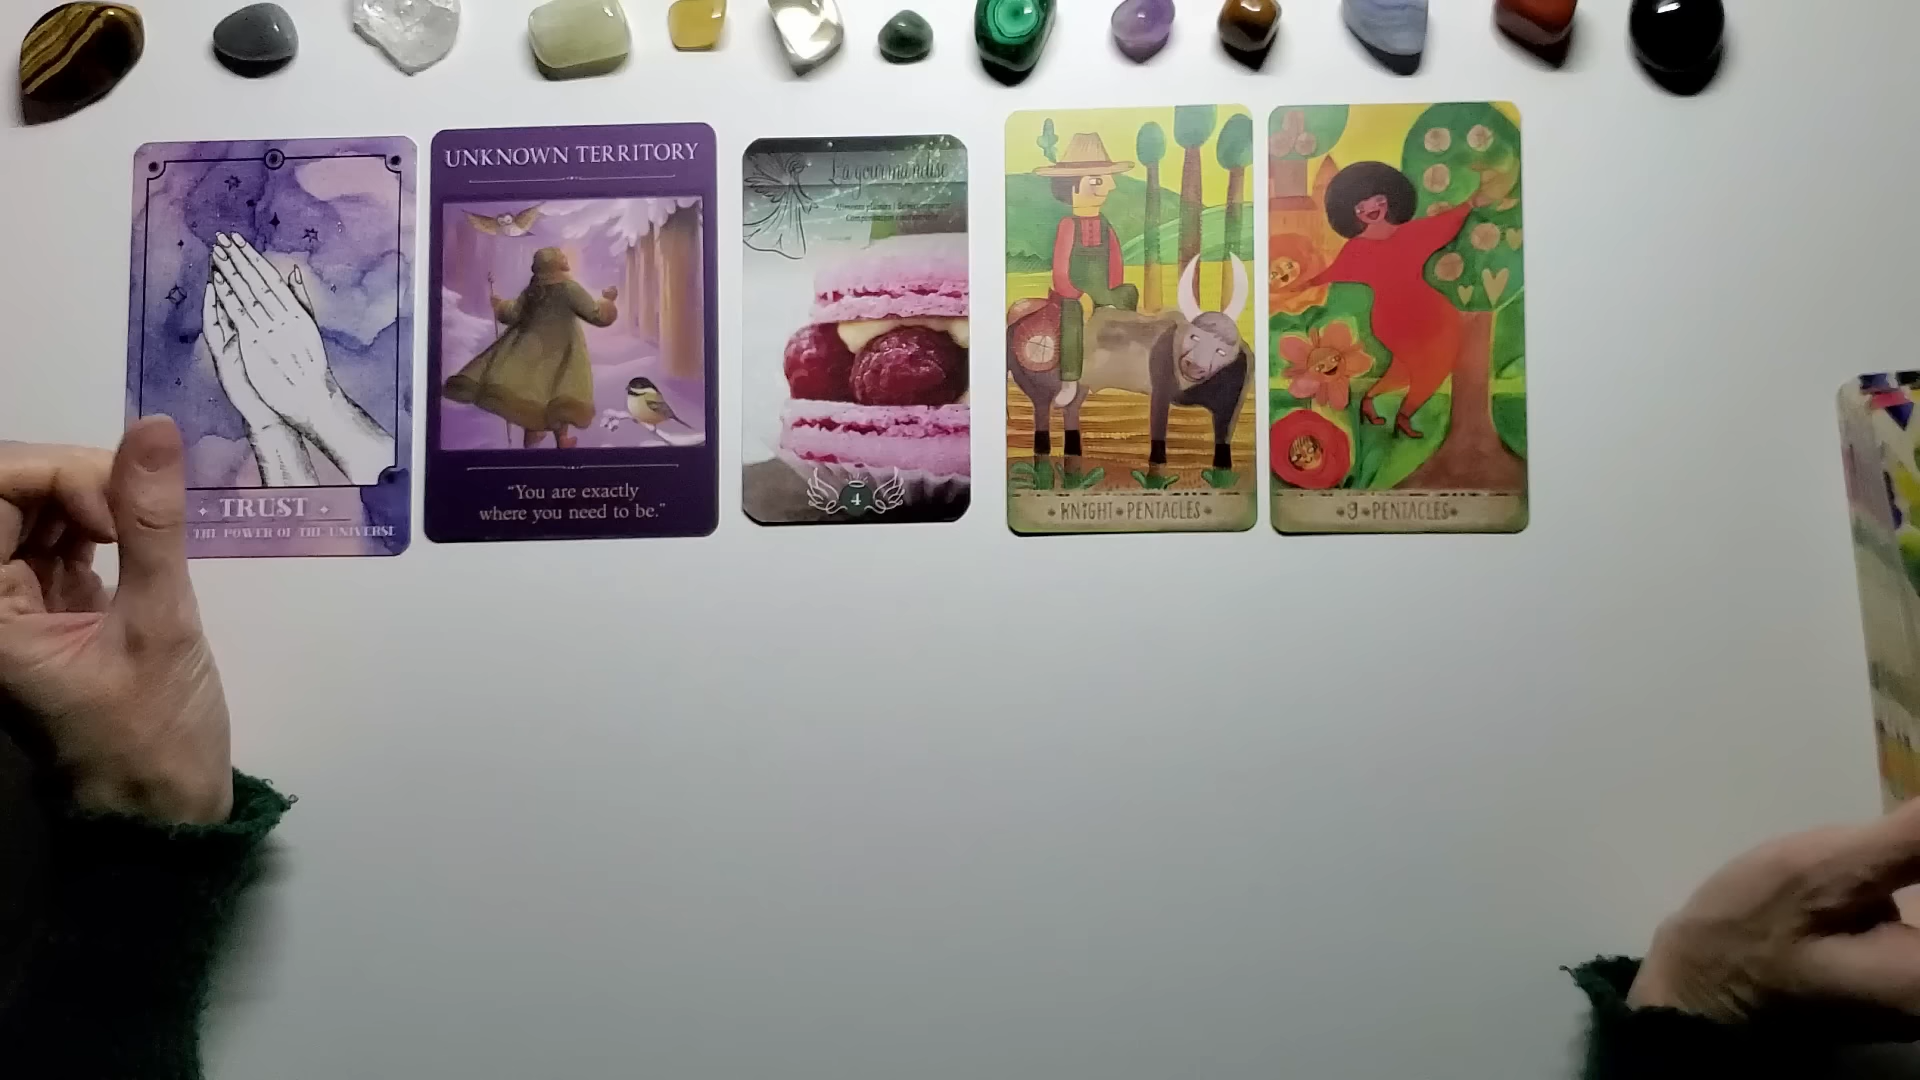 TRUST
THE POWER OF THE UNIVERSE
UNKNOWN TERRITORY
“You are exactly
where you need to be.”
La gourmandise
4
KNIGHT PENTACLES
9 PENTACLES